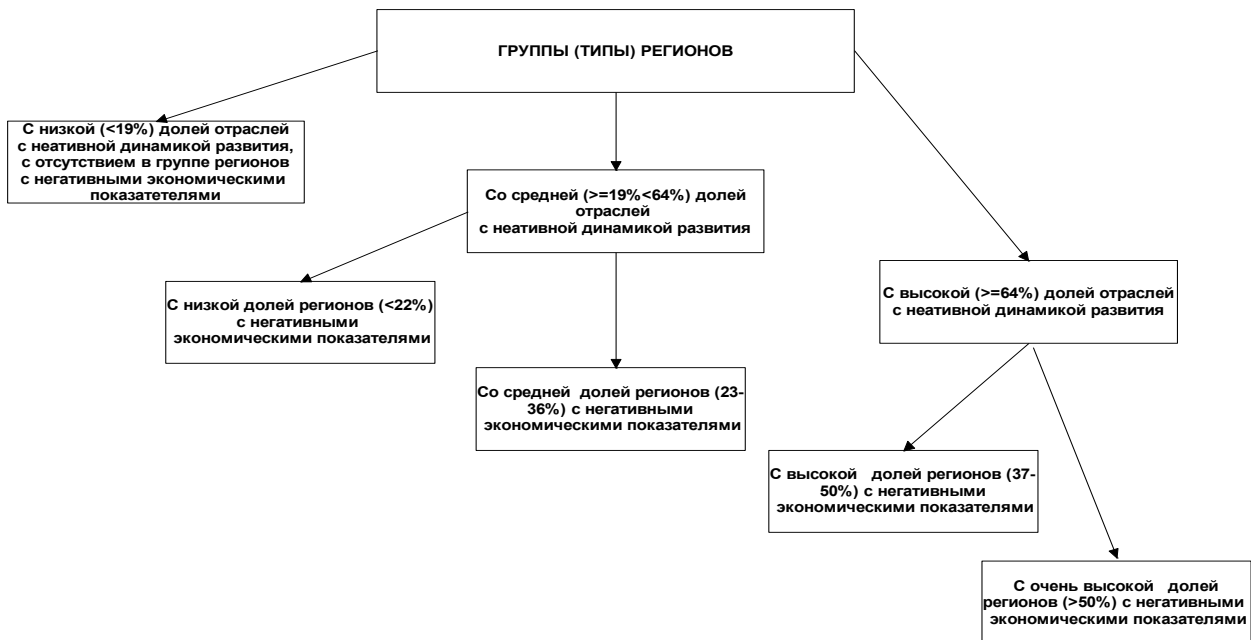 ГРУППЫ (ТИПЫ) РЕГИОНОВ
С низкой (<19%) долей отраслей
с неативной динамикой развития,
с отсутствием в группе регионов
с негативными экономическими
показатетелями
Со средней (>=19%<64%) долей
отраслей
с неативной динамикой развития
С высокой (>=64%) долей отраслей
с неативной динамикой развития
С низкой долей регионов (<22%)
с негативными
экономическими показателями
Со средней долей регионов (23-
36%) с негативными
экономическими показателями
С высокой долей регионов (37-
50%) с негативными
экономическими показателями
С очень высокой долей
регионов (>50%) с негативными
экономическими показателями